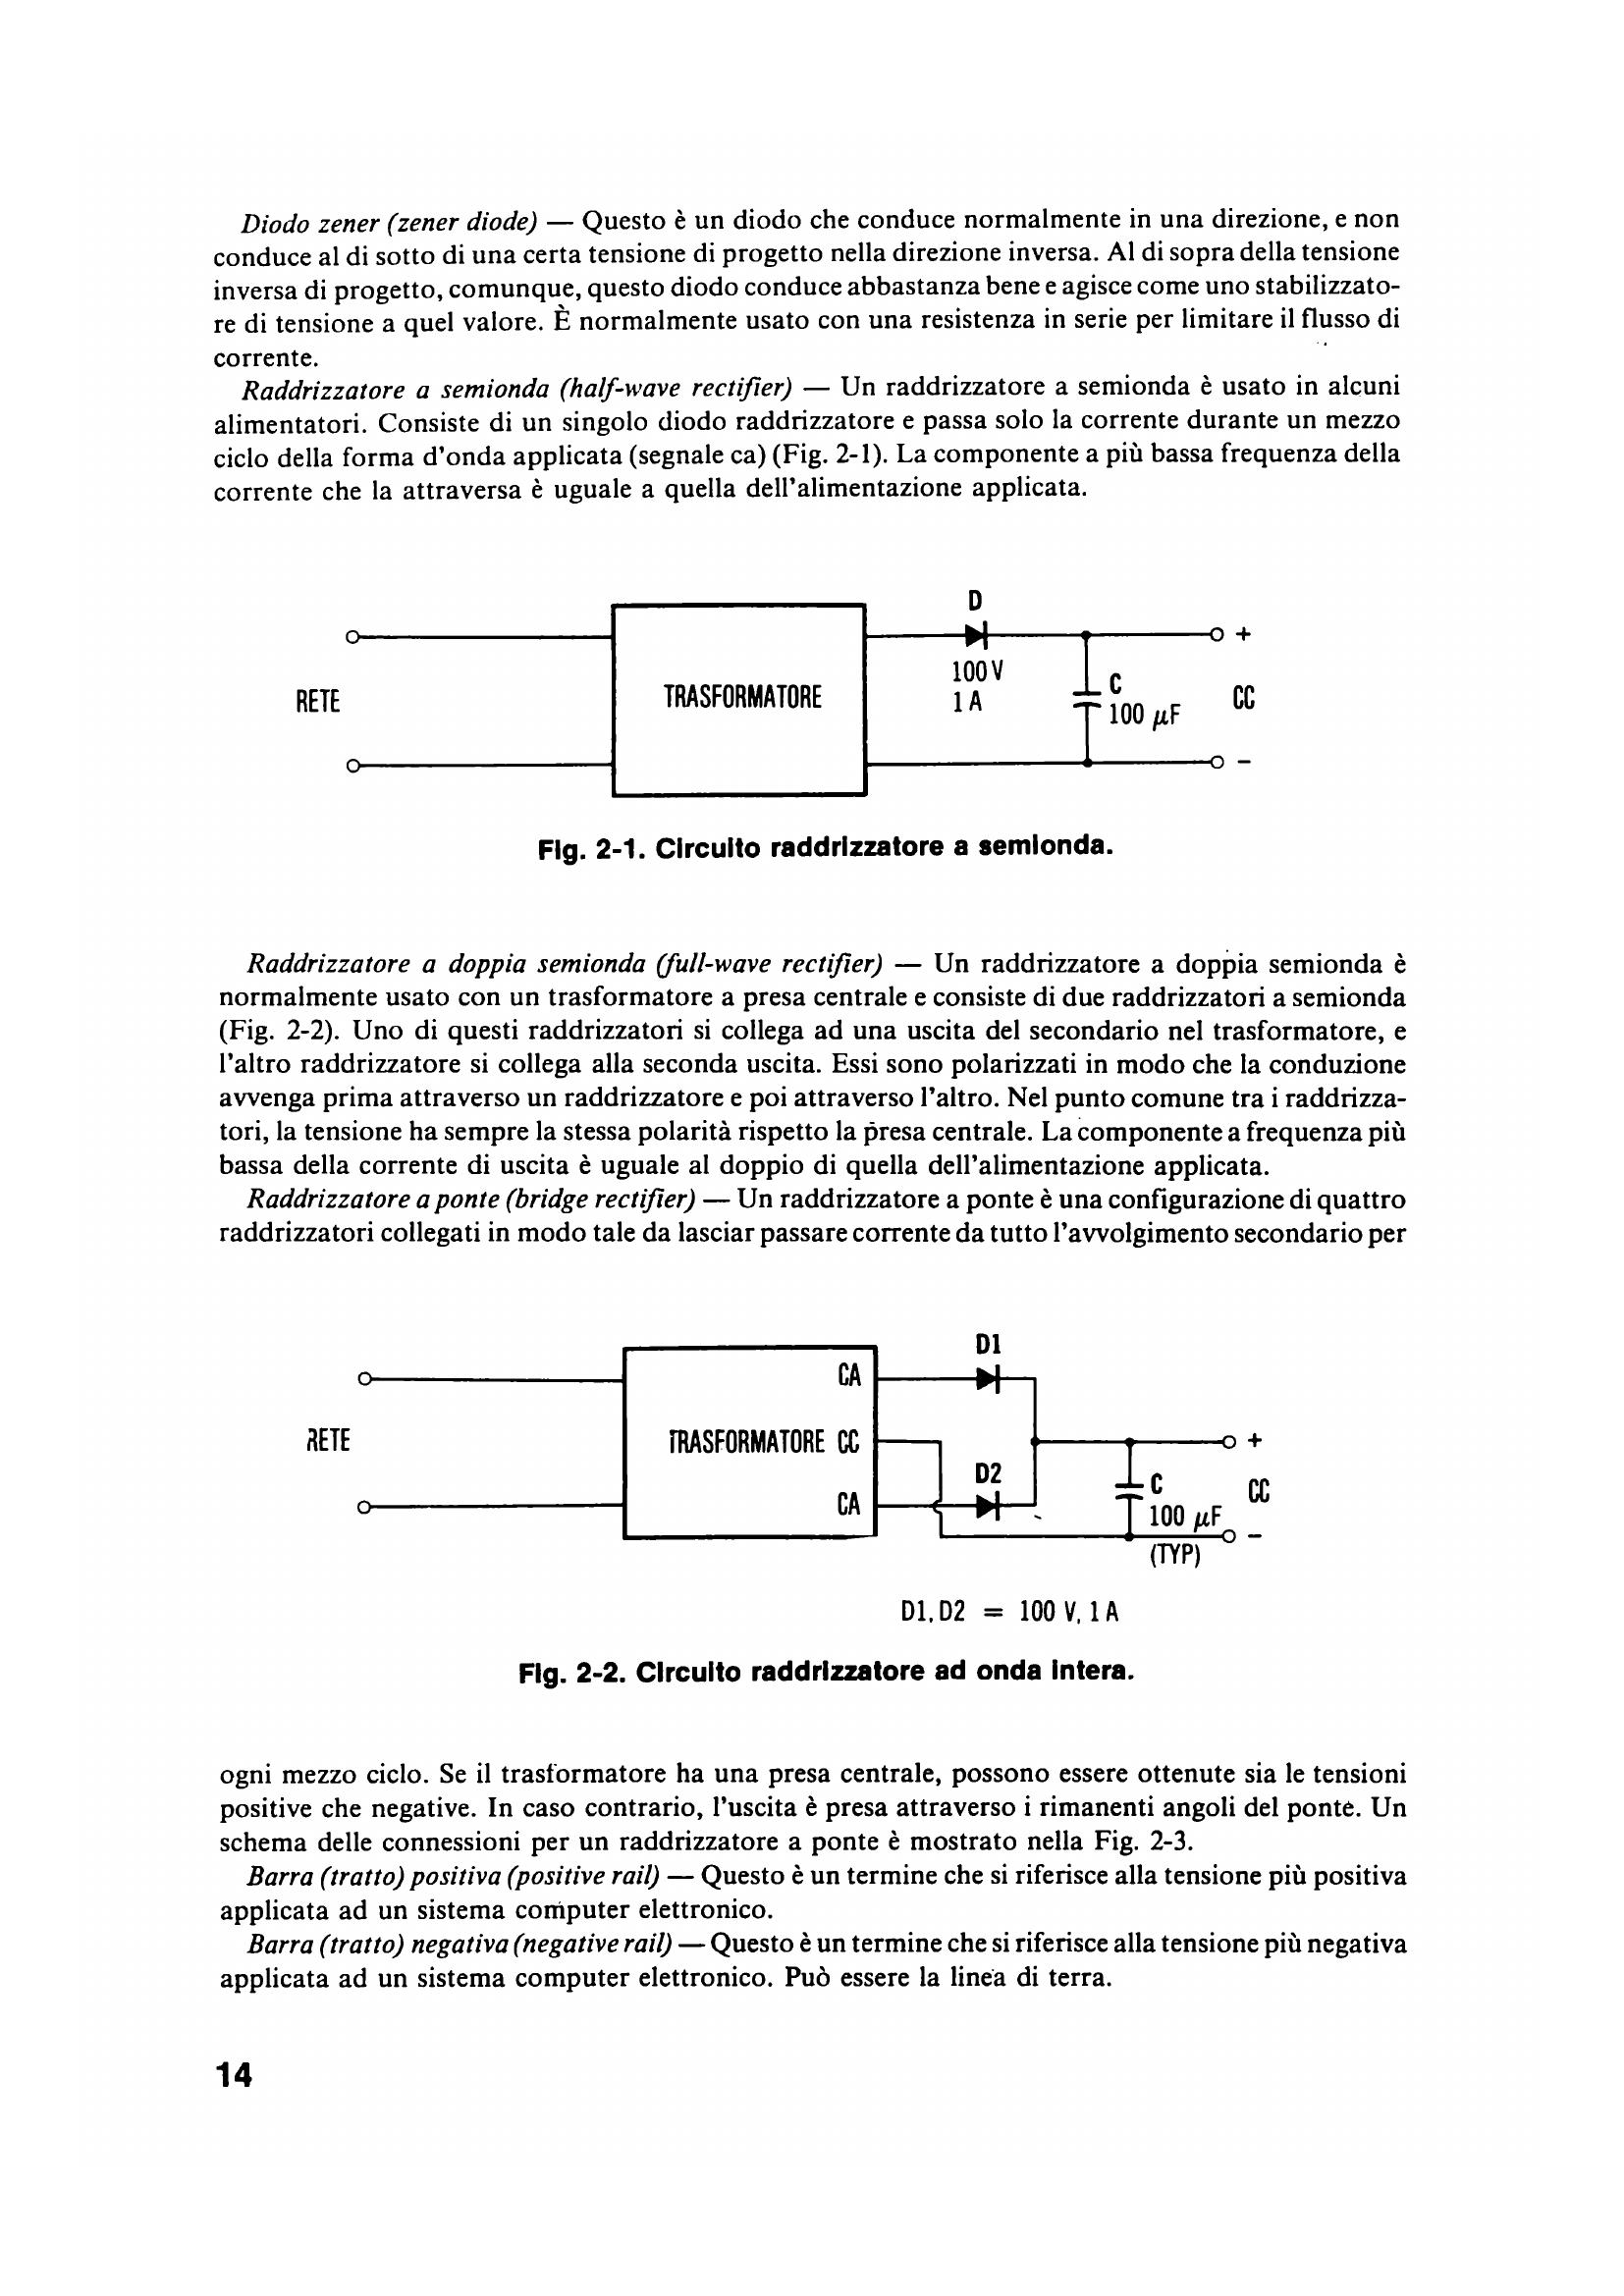 Diodo zener (zener diode) — Questo è un diodo che conduce normalmente in una direzione, e non
conduce al di sotto di una certa tensione di progetto nella direzione inversa. Al di sopra della tensione
inversa di progetto, comunque, questo diodo conduce abbastanza bene e agisce come uno stabilizzato-
re di tensione a quel valore. È normalmente usato con una resistenza in serie per limitare il flusso di
corrente.
Raddrizzatore a semionda (half-wave rectifier) — Un raddrizzatore a semionda è usato in alcuni
alimentatori. Consiste di un singolo diodo raddrizzatore e passa solo la corrente durante un mezzo
ciclo della forma d'onda applicata (segnale ca) (Fig. 2-1). La componente a più bassa frequenza della
corrente che la attraversa è uguale a quella dell'alimentazione applicata.
D
+
100 V
1 A
RETE
TRASFORMATORE
C
100 µF
CC
−
Fig. 2-1. Circuito raddrizzatore a semionda.
Raddrizzatore a doppia semionda (full-wave rectifier) — Un raddrizzatore a doppia semionda è
normalmente usato con un trasformatore a presa centrale e consiste di due raddrizzatori a semionda
(Fig. 2-2). Uno di questi raddrizzatori si collega ad una uscita del secondario nel trasformatore, e
l'altro raddrizzatore si collega alla seconda uscita. Essi sono polarizzati in modo che la conduzione
avvenga prima attraverso un raddrizzatore e poi attraverso l'altro. Nel punto comune tra i raddrizza-
tori, la tensione ha sempre la stessa polarità rispetto la presa centrale. La componente a frequenza più
bassa della corrente di uscita è uguale al doppio di quella dell'alimentazione applicata.
Raddrizzatore a ponte (bridge rectifier) — Un raddrizzatore a ponte è una configurazione di quattro
raddrizzatori collegati in modo tale da lasciar passare corrente da tutto l'avvolgimento secondario per
D1
CA
RETE
TRASFORMATORE CC
+
D2
CA
C
100 µF
(TYP)
CC
−
D1, D2 = 100 V, 1 A
Fig. 2-2. Circuito raddrizzatore ad onda intera.
ogni mezzo ciclo. Se il trasformatore ha una presa centrale, possono essere ottenute sia le tensioni
positive che negative. In caso contrario, l'uscita è presa attraverso i rimanenti angoli del ponte. Un
schema delle connessioni per un raddrizzatore a ponte è mostrato nella Fig. 2-3.
Barra (tratto) positiva (positive rail) — Questo è un termine che si riferisce alla tensione più positiva
applicata ad un sistema computer elettronico.
Barra (tratto) negativa (negative rail) — Questo è un termine che si riferisce alla tensione più negativa
applicata ad un sistema computer elettronico. Può essere la linea di terra.
14